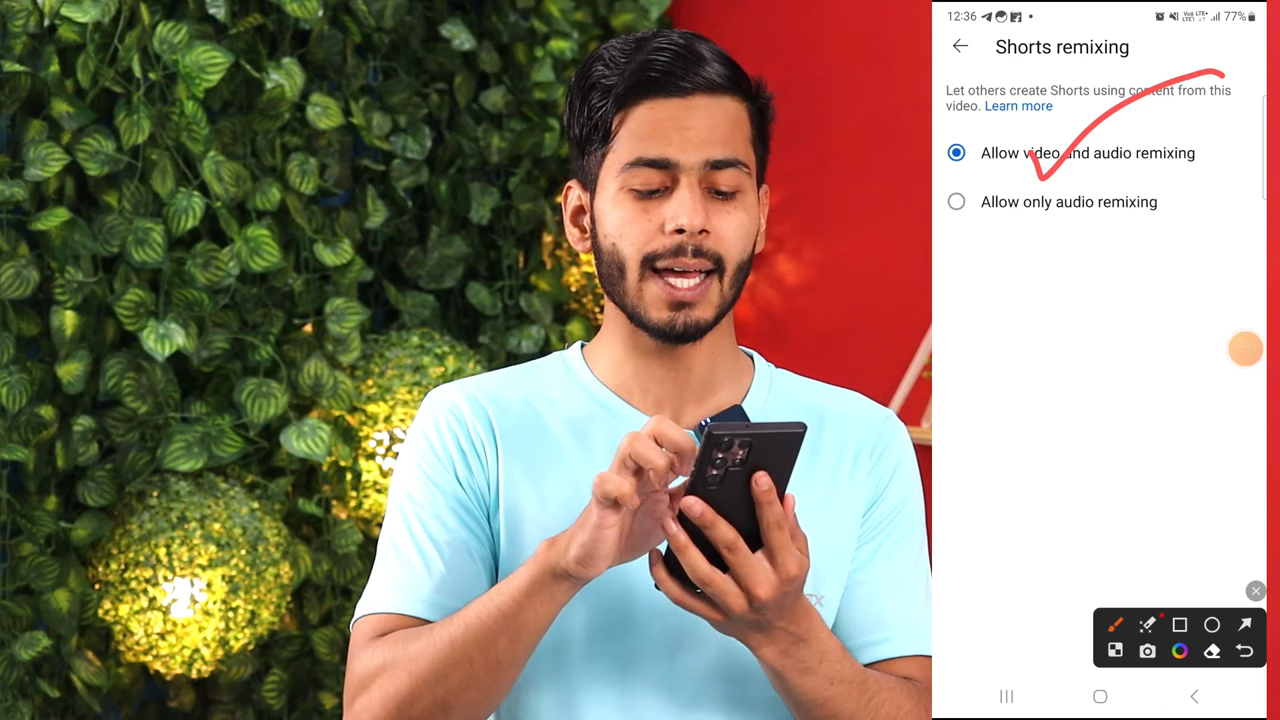 12:36
77%
Shorts remixing
Let others create Shorts using content from this
video. Learn more
Allow video and audio remixing
Allow only audio remixing